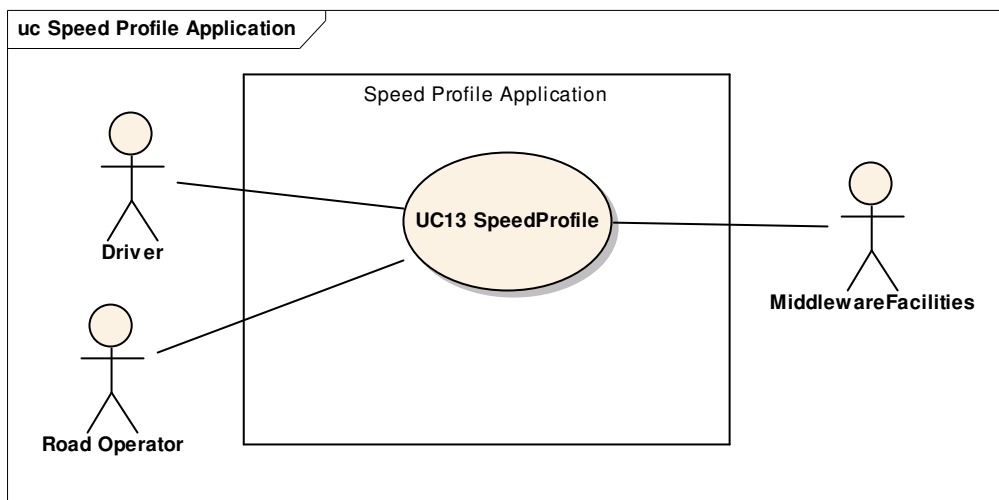 uc Speed Profile Application
Speed Profile Application
Driver
UC13 SpeedProfile
MiddlewareFacilities
Road Operator